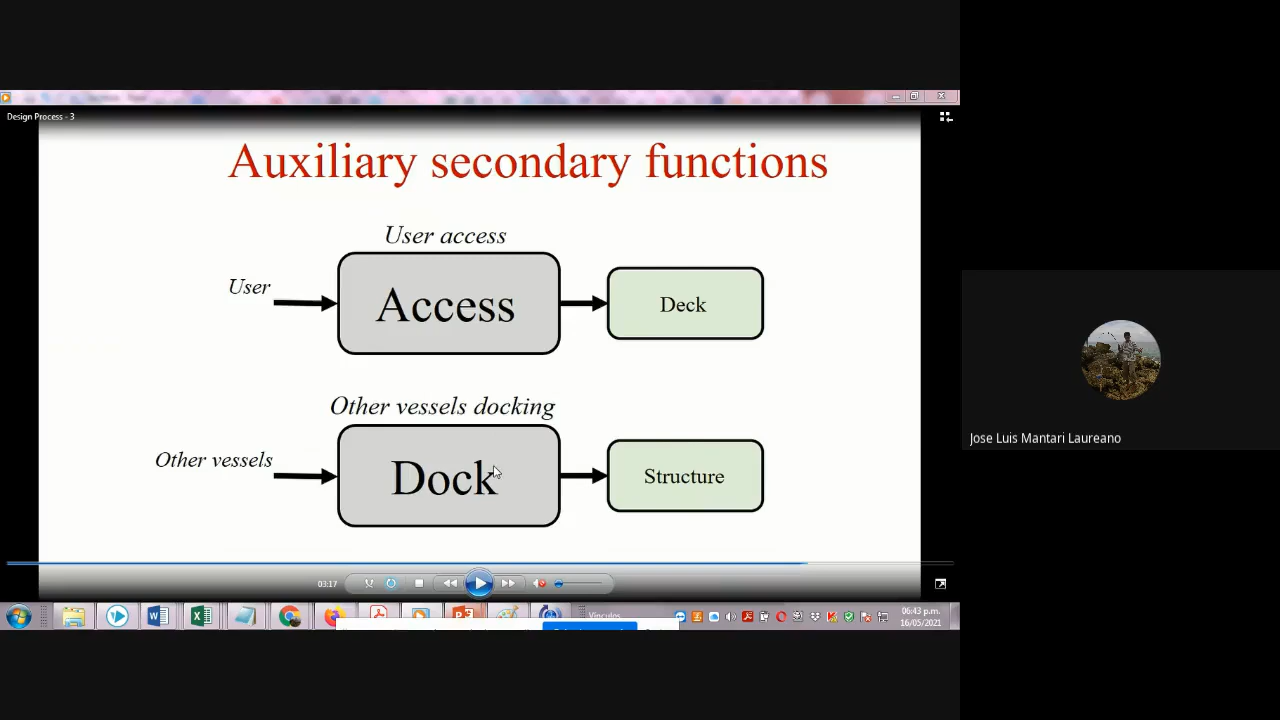 Design Process - 3
Auxiliary secondary functions
User access
User
Access
Deck
Other vessels docking
Other vessels
Dock
Structure
03:17
Vínculos
06:43 p.m.
16/05/2021
Jose Luis Mantari Laureano